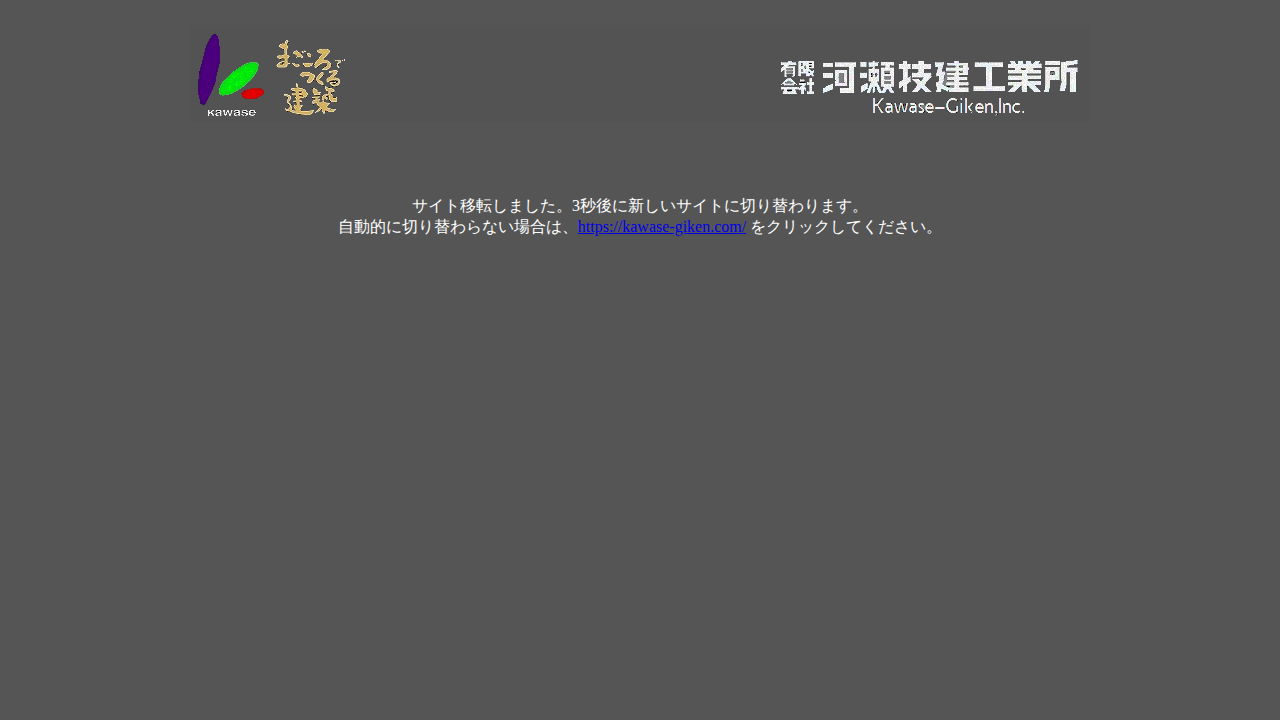 まごころで
つくる
建築
KAWASE
有限会社 河瀬技建工業所
Kawase-Giken,Inc.
サイト移転しました。3秒後に新しいサイトに切り替わります。
自動的に切り替わらない場合は、https://kawase-giken.com/ をクリックしてください。